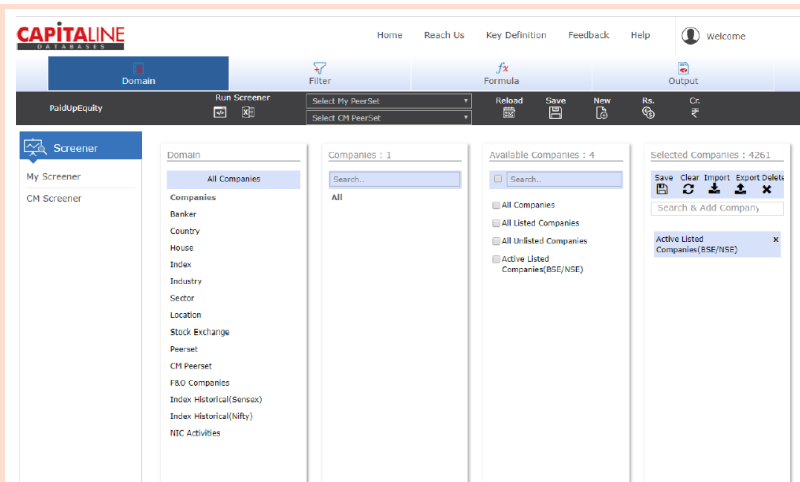 CAPITALINE
DATABASES
Home Reach Us Key Definition Feedback Help Welcome
Domain Filter fx Formula Output
PaidUpEquity Run Screener Select My PeerSet Reload Save New Rs. Cr.
Select CM PeerSet
Screener
My Screener
CM Screener
Domain
All Companies
Companies
Banker
Country
House
Index
Industry
Sector
Location
Stock Exchange
Peerset
CM Peerset
F&O Companies
Index Historical(Sensex)
Index Historical(Nifty)
NIC Activities
Companies : 1
Search..
All
Available Companies : 4
Search..
All Companies
All Listed Companies
All Unlisted Companies
Active Listed
Companies(BSE/NSE)
Selected Companies : 4261
Save Clear Import Export Delete
Search & Add Company
Active Listed x
Companies(BSE/NSE)